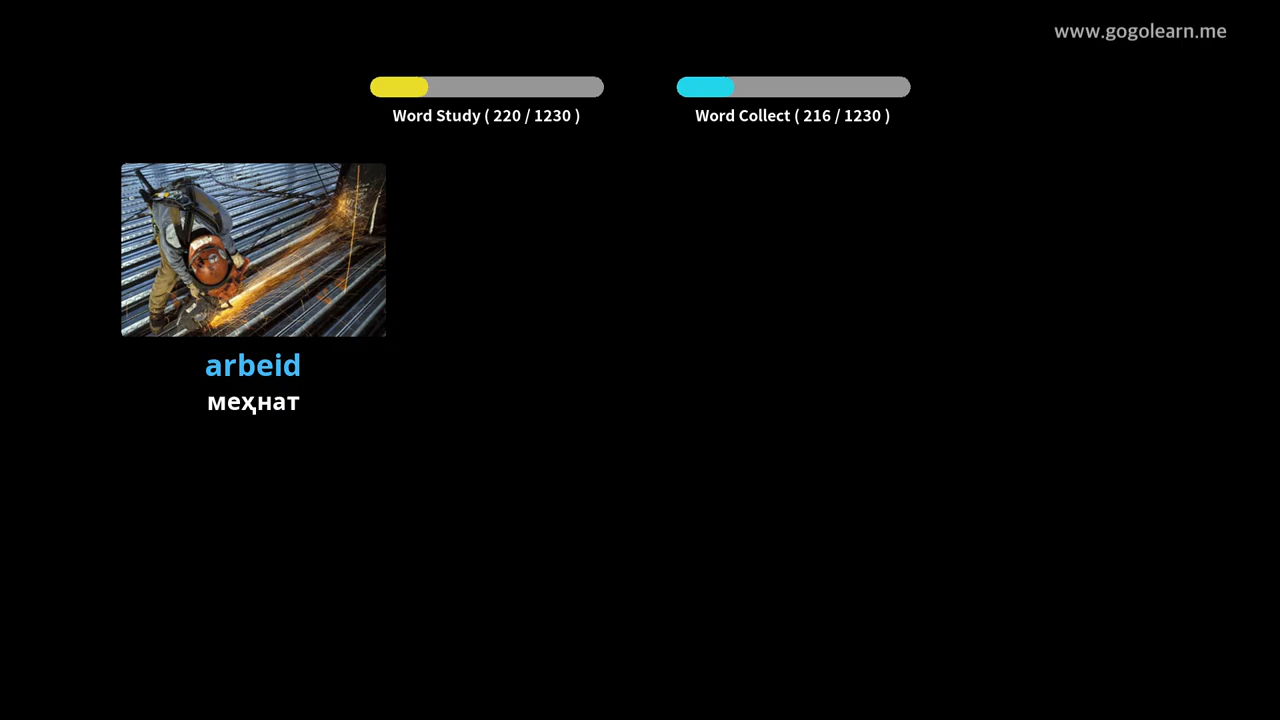 www.gogolearn.me
Word Study ( 220 / 1230 )
Word Collect ( 216 / 1230 )
arbeid
меҳнат